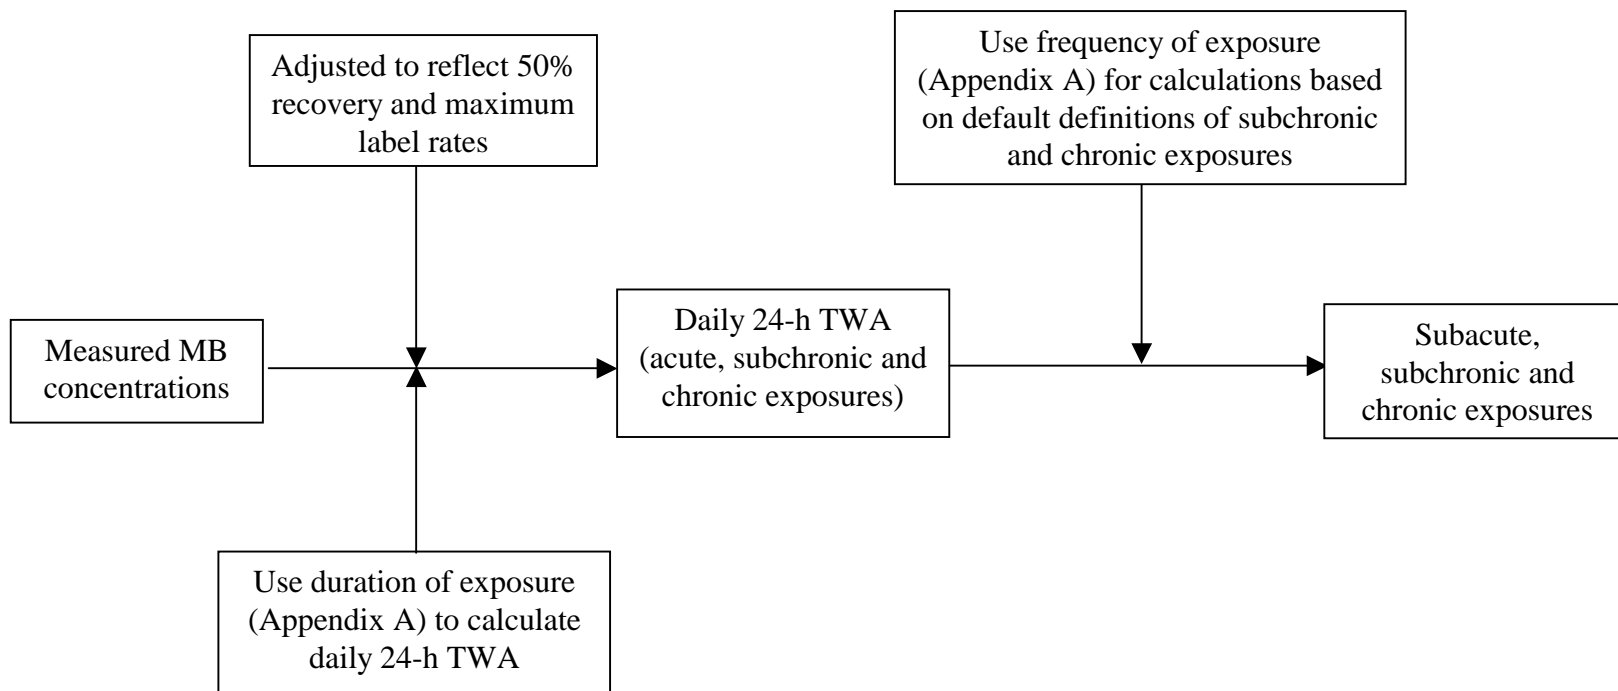 Adjusted to reflect 50%
recovery and maximum
label rates
Use frequency of exposure
(Appendix A) for calculations based
on default definitions of subchronic
and chronic exposures
Measured MB
concentrations
Daily 24-h TWA
(acute, subchronic and
chronic exposures)
Subacute,
subchronic and
chronic exposures
Use duration of exposure
(Appendix A) to calculate
daily 24-h TWA